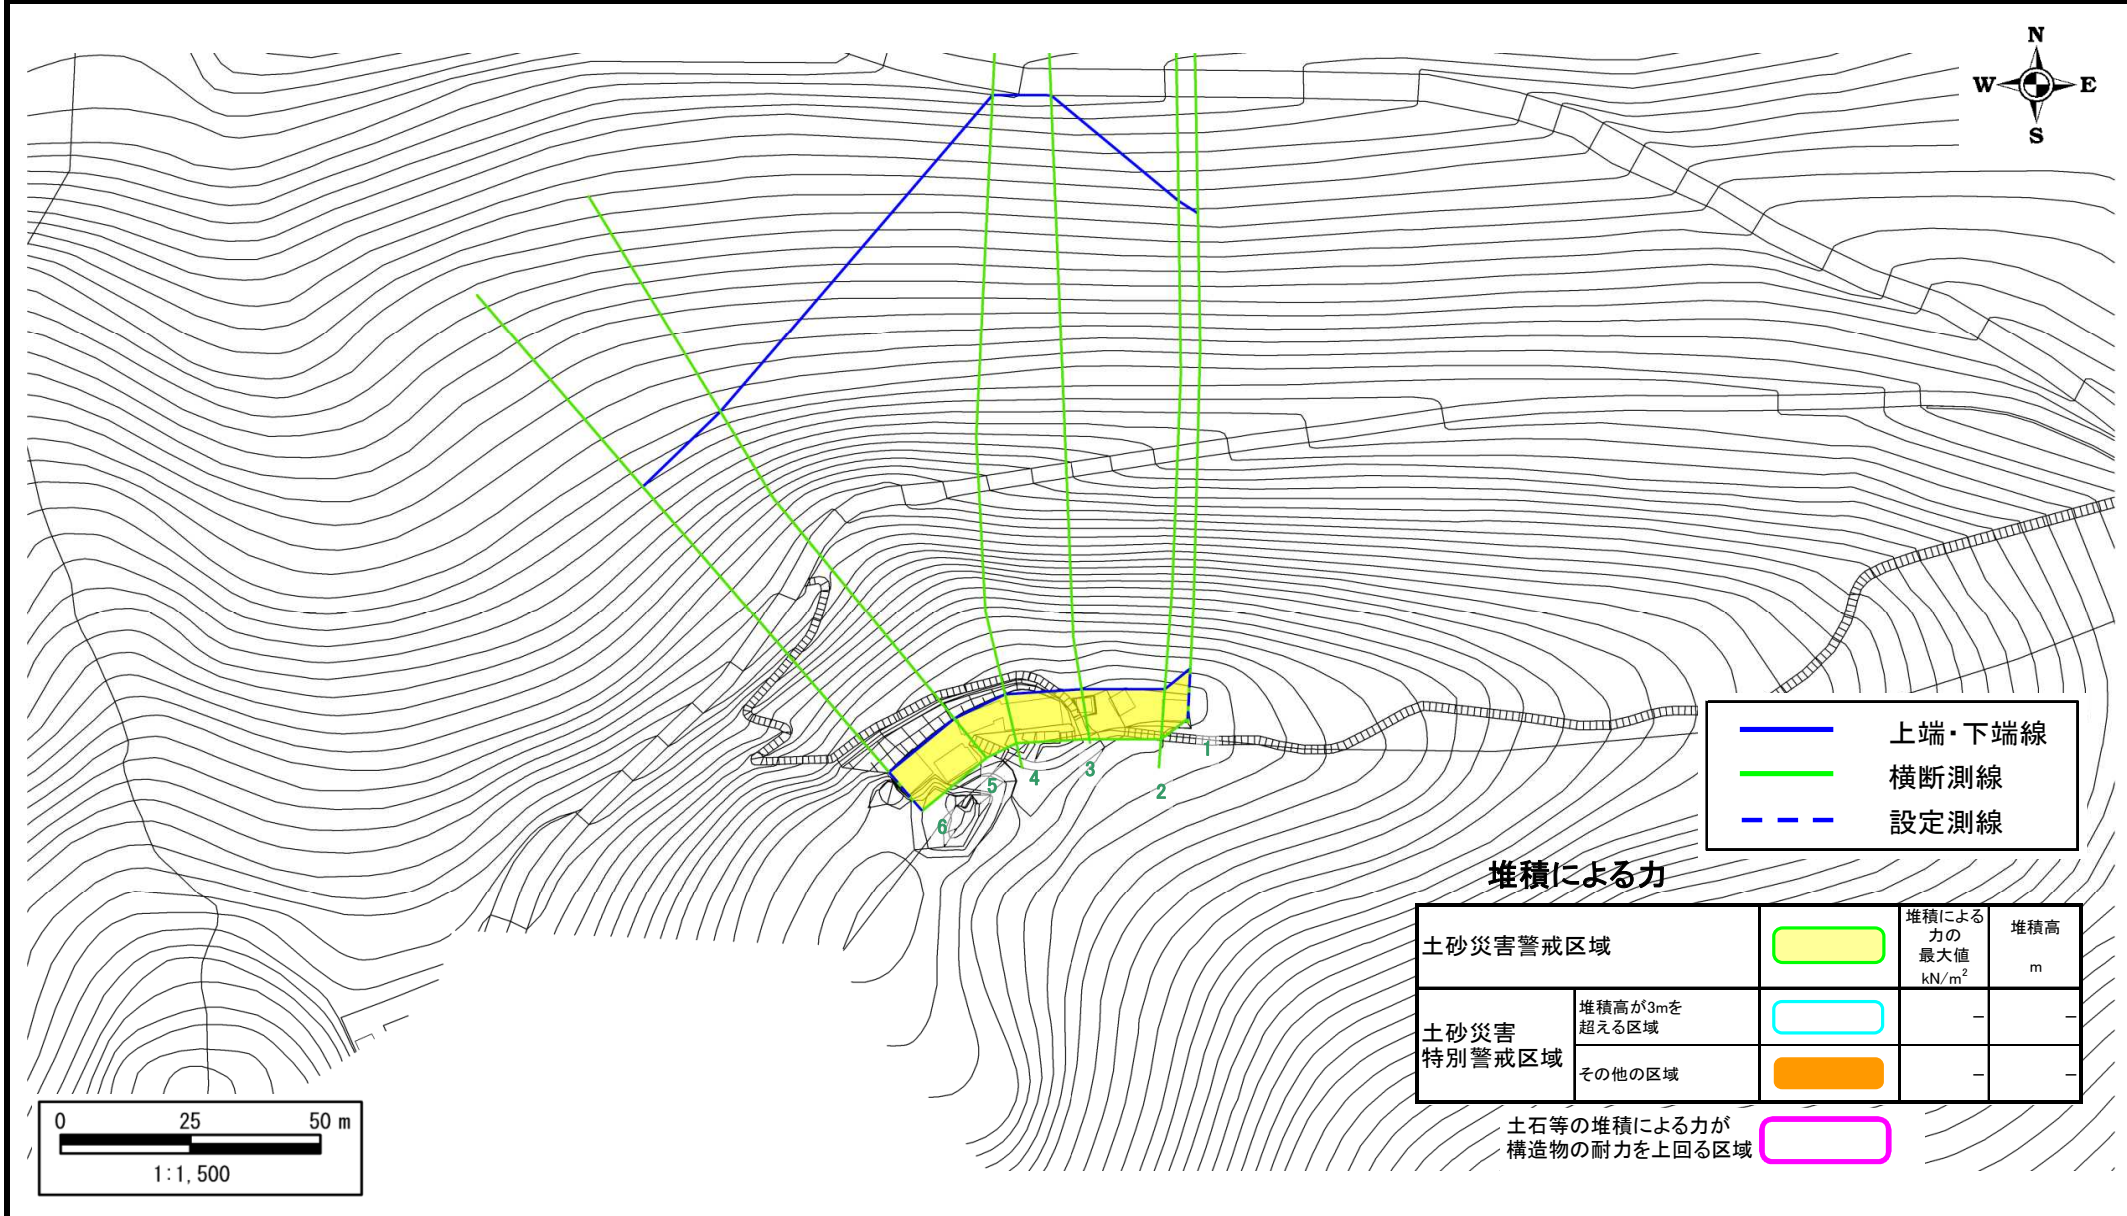 N
W E
S
1
2
3
4
5
6
上端・下端線
横断測線
設定測線
堆積による力
土砂災害警戒区域
堆積による
力の
最大値
kN/m²
堆積高
m
土砂災害
特別警戒区域
堆積高が3mを
超える区域
－ －
その他の区域
－ －
土石等の堆積による力が
構造物の耐力を上回る区域
0 25 50 m
1:1,500